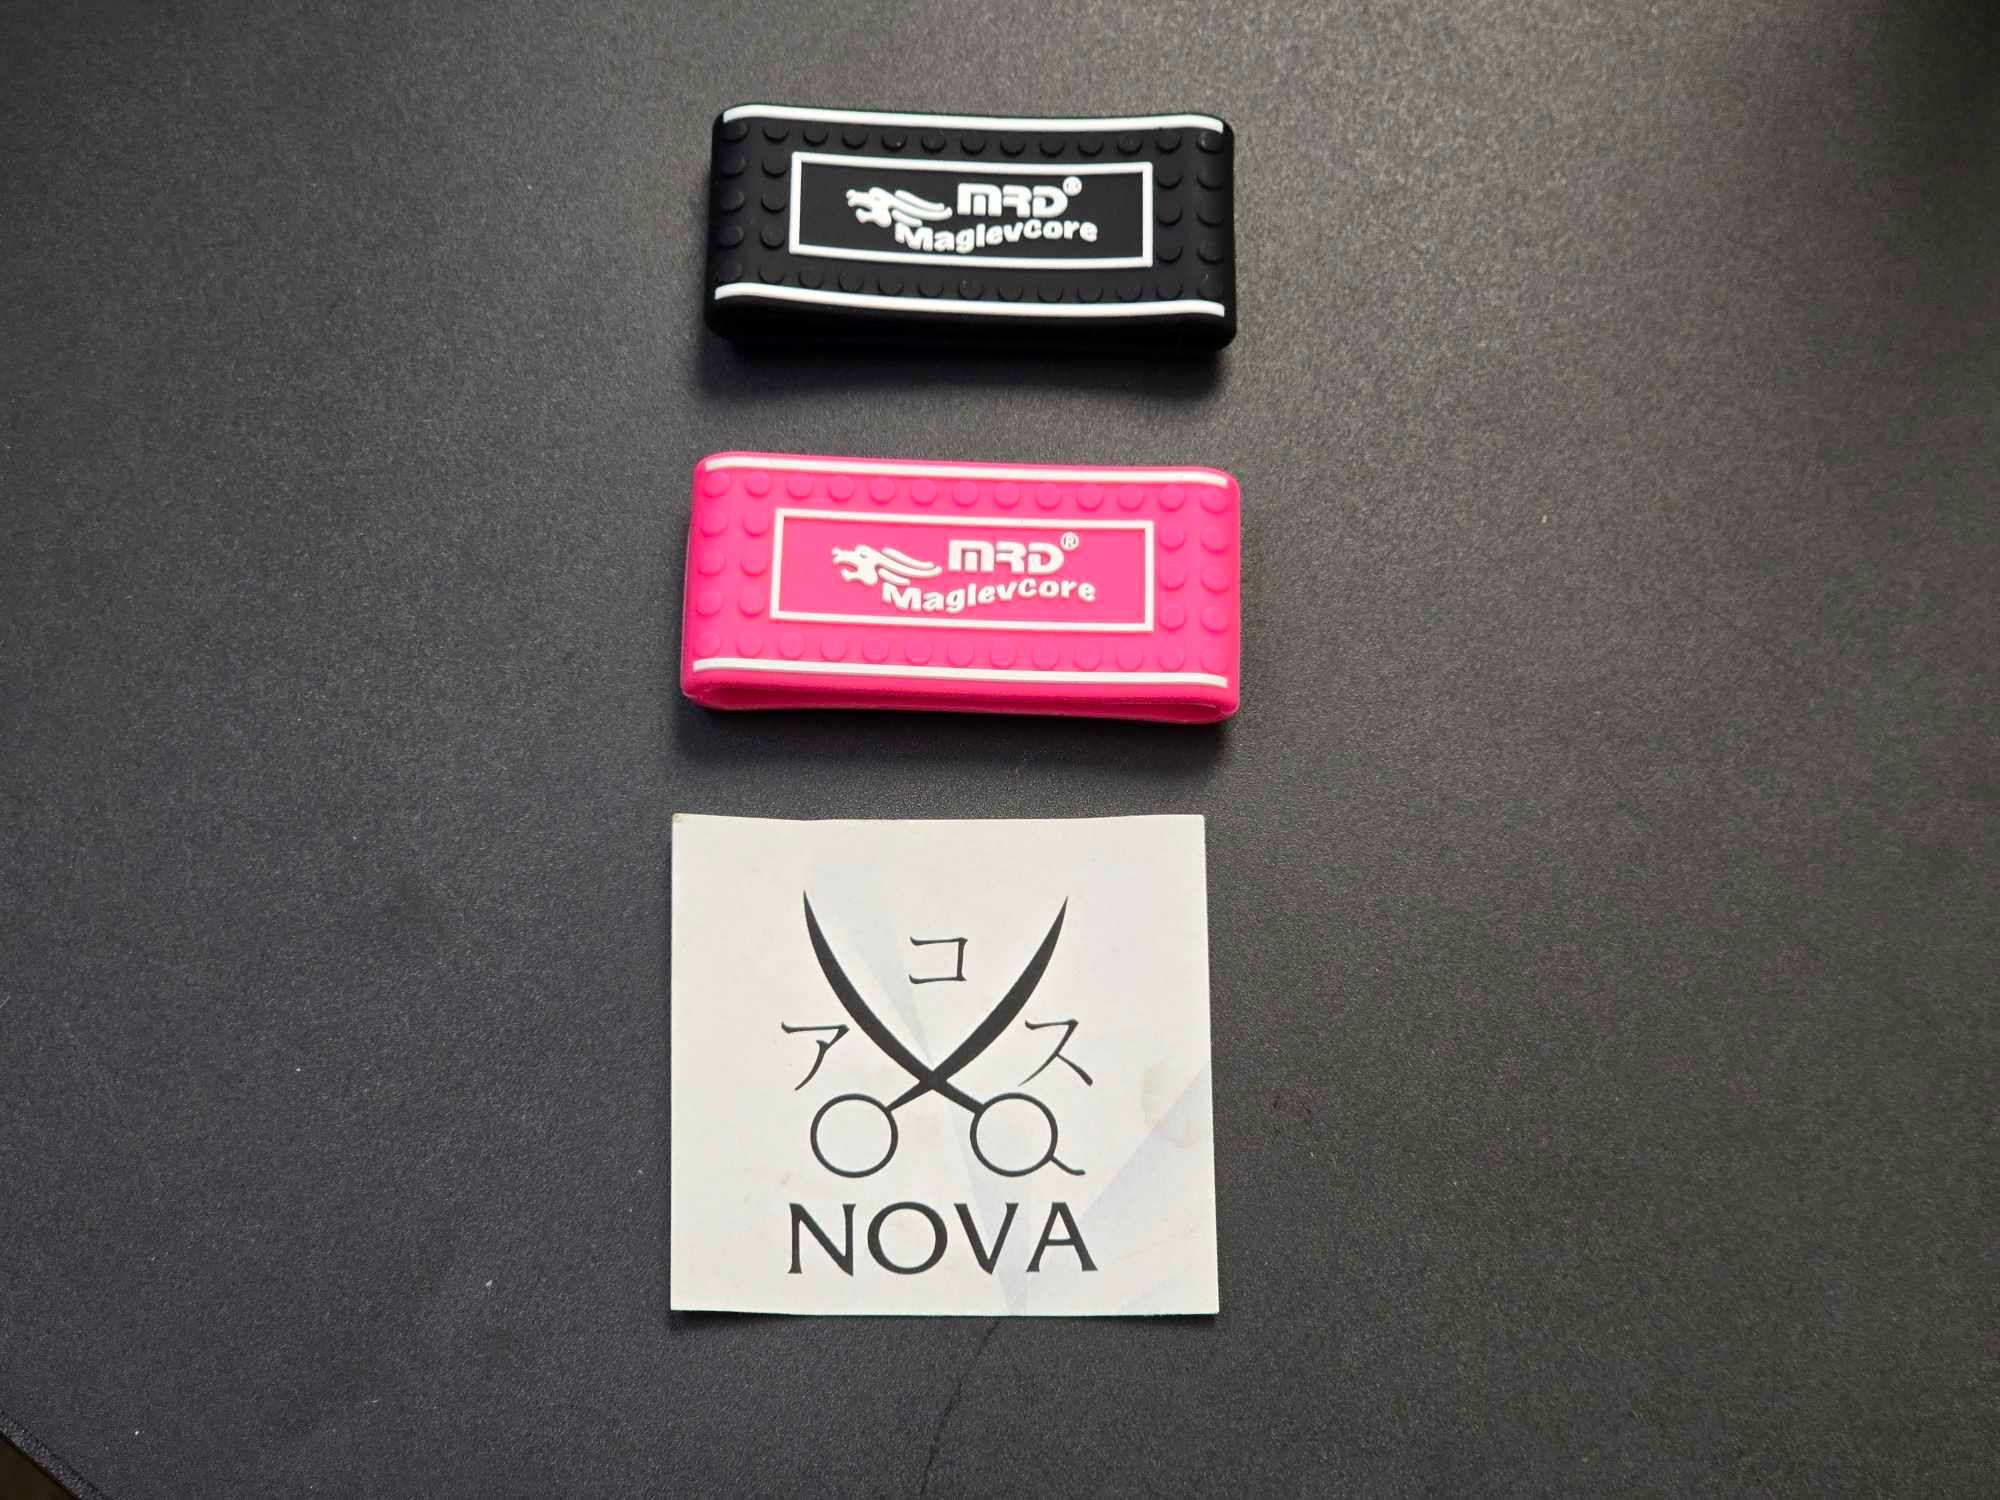 MRD®
Maglevcore
MRD®
Maglevcore
コ
ア ス
NOVA